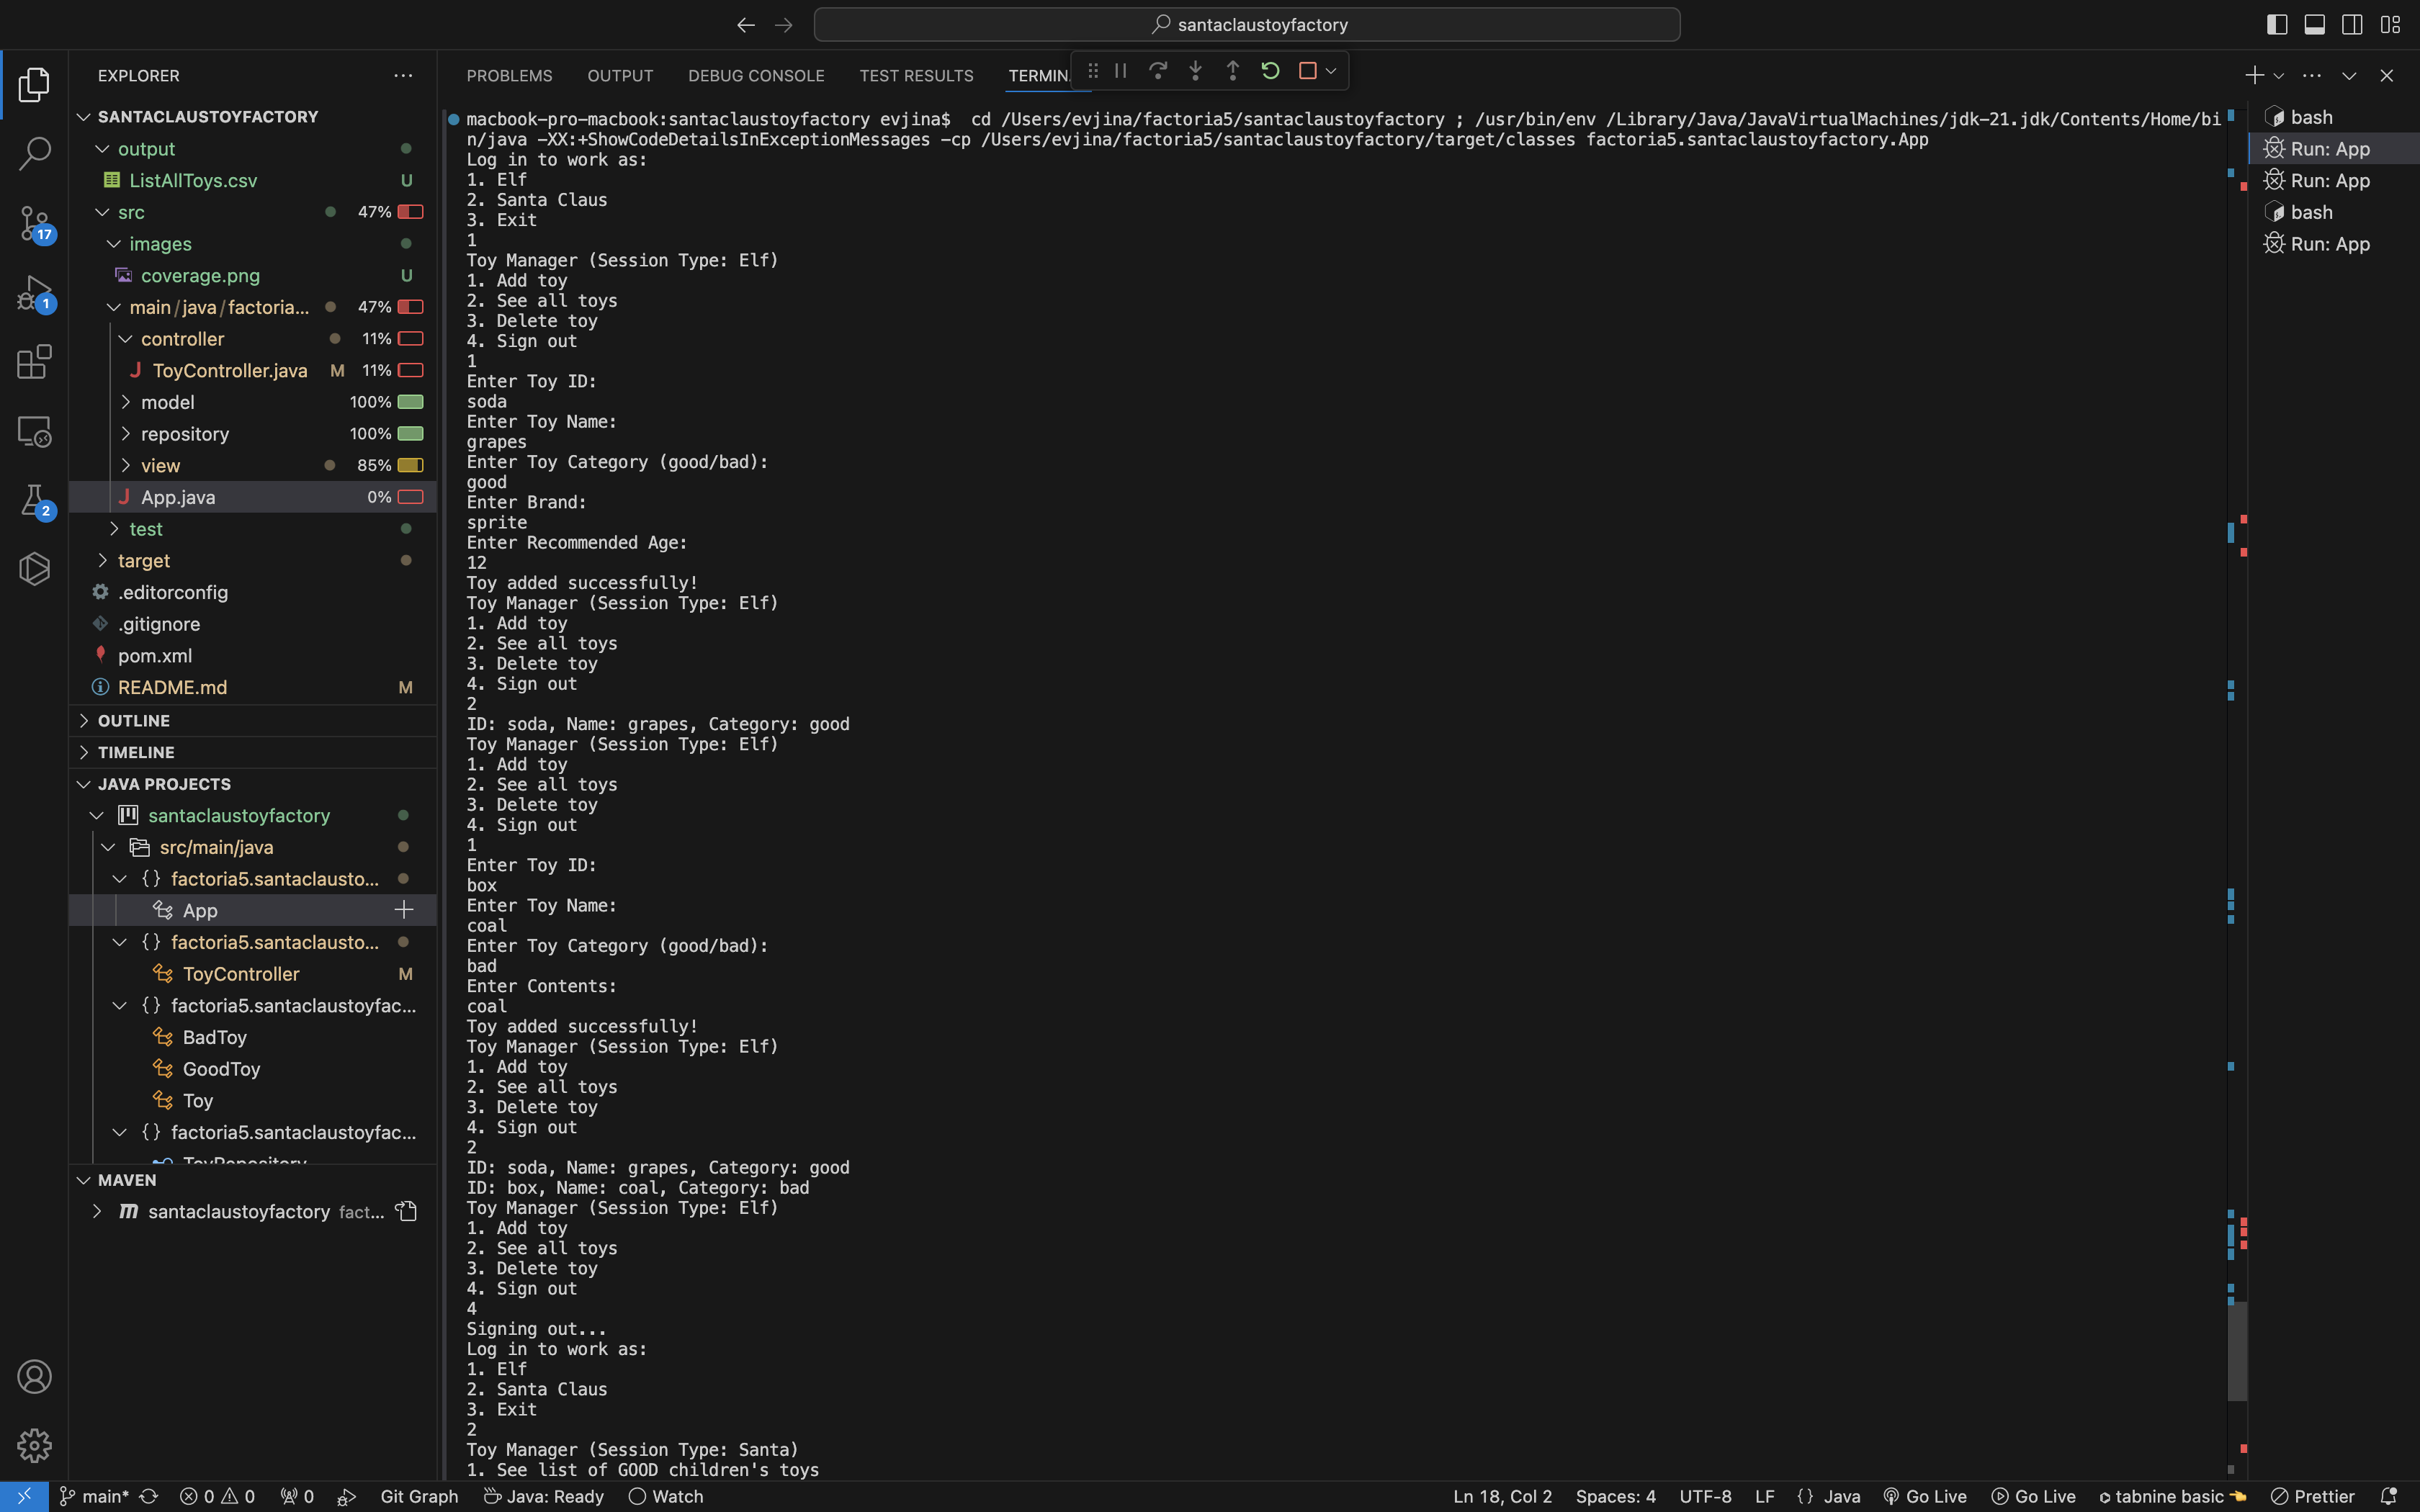 santaclaustoyfactory
EXPLORER
SANTACLAUSTOYFACTORY
output
ListAllToys.csv U
src 47%
images
coverage.png U
main/java/factoria... 47%
controller 11%
ToyController.java M 11%
model 100%
repository 100%
view 85%
App.java 0%
test
target
.editorconfig
.gitignore
pom.xml
README.md M
OUTLINE
TIMELINE
JAVA PROJECTS
santaclaustoyfactory
src/main/java
factoria5.santaclausto...
App
factoria5.santaclausto...
ToyController M
factoria5.santaclaustoyfac...
BadToy
GoodToy
Toy
factoria5.santaclaustoyfac...
ToyRepository
MAVEN
santaclaustoyfactory fact...
17
1
2
PROBLEMS OUTPUT DEBUG CONSOLE TEST RESULTS TERMIN
macbook-pro-macbook:santaclaustoyfactory evjina$  cd /Users/evjina/factoria5/santaclaustoyfactory ; /usr/bin/env /Library/Java/JavaVirtualMachines/jdk-21.jdk/Contents/Home/bi
n/java -XX:+ShowCodeDetailsInExceptionMessages -cp /Users/evjina/factoria5/santaclaustoyfactory/target/classes factoria5.santaclaustoyfactory.App
Log in to work as:
1. Elf
2. Santa Claus
3. Exit
1
Toy Manager (Session Type: Elf)
1. Add toy
2. See all toys
3. Delete toy
4. Sign out
1
Enter Toy ID:
soda
Enter Toy Name:
grapes
Enter Toy Category (good/bad):
good
Enter Brand:
sprite
Enter Recommended Age:
12
Toy added successfully!
Toy Manager (Session Type: Elf)
1. Add toy
2. See all toys
3. Delete toy
4. Sign out
2
ID: soda, Name: grapes, Category: good
Toy Manager (Session Type: Elf)
1. Add toy
2. See all toys
3. Delete toy
4. Sign out
1
Enter Toy ID:
box
Enter Toy Name:
coal
Enter Toy Category (good/bad):
bad
Enter Contents:
coal
Toy added successfully!
Toy Manager (Session Type: Elf)
1. Add toy
2. See all toys
3. Delete toy
4. Sign out
2
ID: soda, Name: grapes, Category: good
ID: box, Name: coal, Category: bad
Toy Manager (Session Type: Elf)
1. Add toy
2. See all toys
3. Delete toy
4. Sign out
4
Signing out...
Log in to work as:
1. Elf
2. Santa Claus
3. Exit
2
Toy Manager (Session Type: Santa)
1. See list of GOOD children's toys
bash
Run: App
Run: App
bash
Run: App
main* 0 0 0 Git Graph Java: Ready Watch Ln 18, Col 2 Spaces: 4 UTF-8 LF {} Java Go Live Go Live tabnine basic Prettier